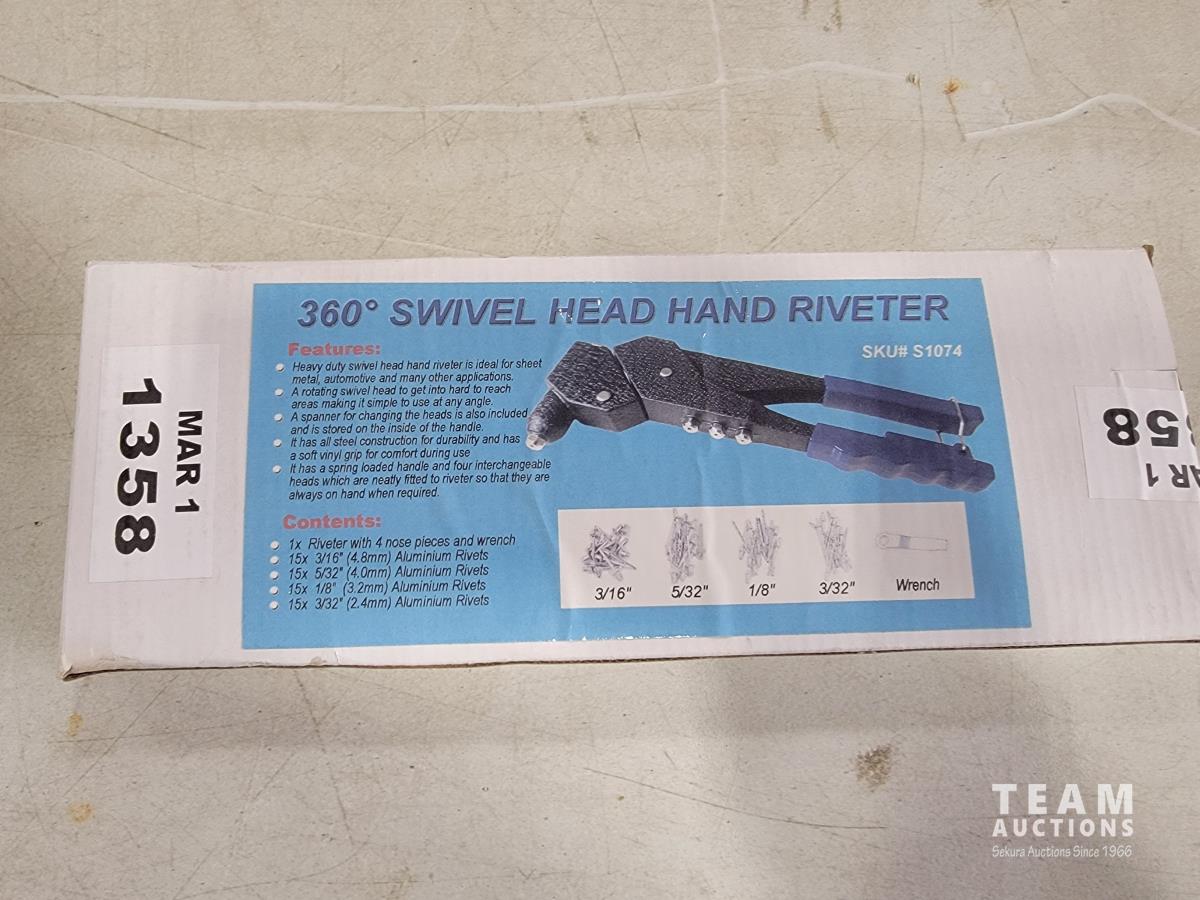 360° SWIVEL HEAD HAND RIVETER
SKU# S1074
Features:
Heavy duty swivel head hand riveter is ideal for sheet
metal, automotive and many other applications.
A rotating swivel head to get into hard to reach
areas making it simple to use at any angle.
A spanner for changing the heads is also included
and is stored on the inside of the handle.
It has all steel construction for durability and has
a soft vinyl grip for comfort during use
It has a spring loaded handle and four interchangeable
heads which are neatly fitted to riveter so that they are
always on hand when required.
Contents:
1x Riveter with 4 nose pieces and wrench
15x 3/16" (4.8mm) Aluminium Rivets
15x 5/32" (4.0mm) Aluminium Rivets
15x 1/8" (3.2mm) Aluminium Rivets
15x 3/32" (2.4mm) Aluminium Rivets
3/16" 5/32" 1/8" 3/32" Wrench
MAR 1
1358
AR 1
358
TEAM
AUCTIONS
Sekura Auctions Since 1966